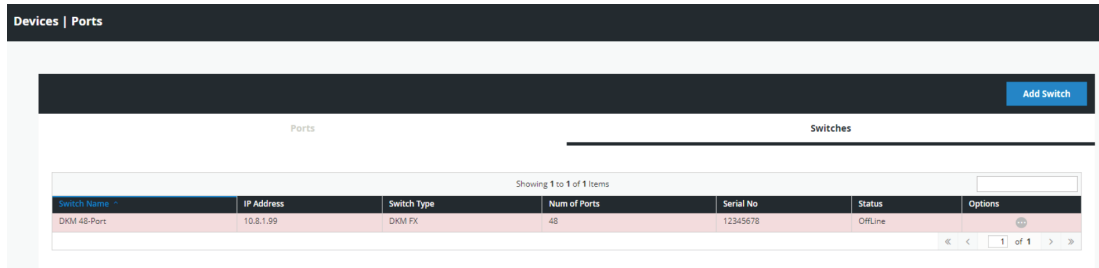 Devices | Ports
Add Switch
Ports Switches
Showing 1 to 1 of 1 Items
Switch Name IP Address Switch Type Num of Ports Serial No Status Options
DKM 48-Port 10.8.1.99 DKM FX 48 12345678 OffLine
« < 1 of 1 > »